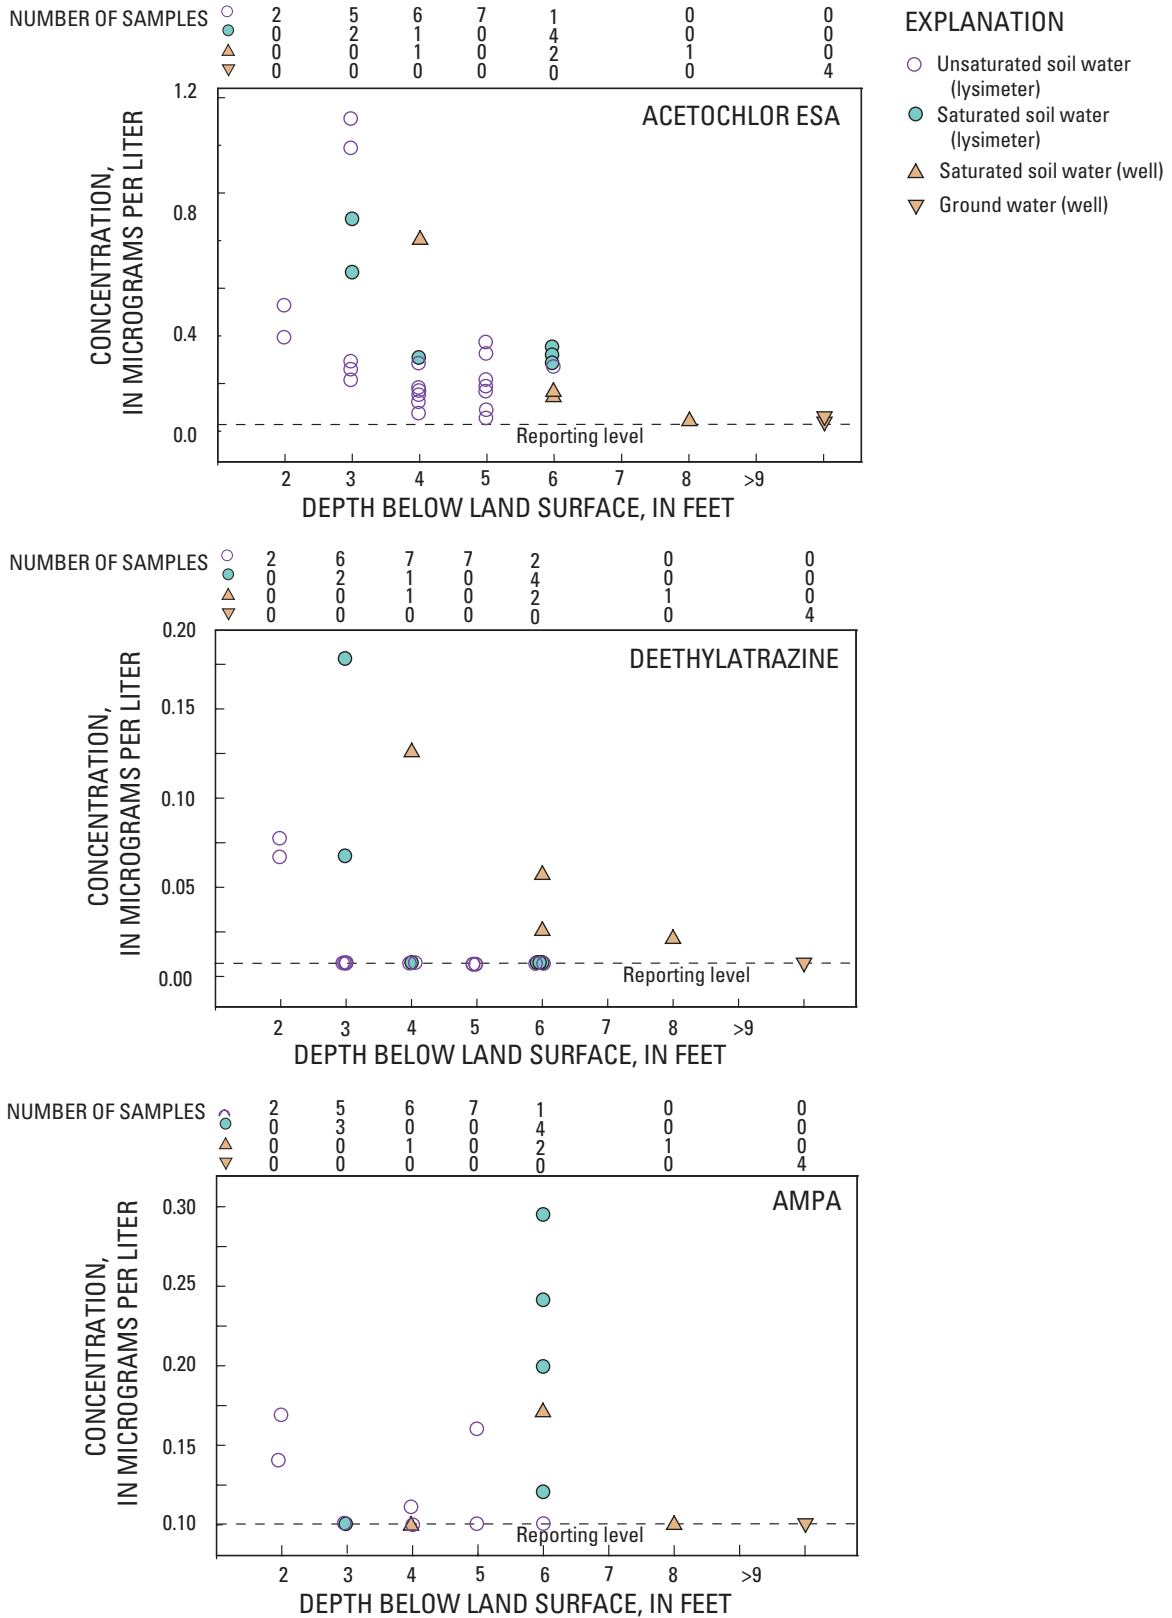 NUMBER OF SAMPLES 2 5 6 7 1 0 0
0 2 1 0 4 0 0
0 0 1 0 2 1 0
0 0 0 0 0 0 4
EXPLANATION
Unsaturated soil water
(lysimeter)
Saturated soil water
(lysimeter)
Saturated soil water (well)
Ground water (well)
ACETOCHLOR ESA
CONCENTRATION,
IN MICROGRAMS PER LITER
1.2
0.8
0.4
0.0
Reporting level
2 3 4 5 6 7 8 >9
DEPTH BELOW LAND SURFACE, IN FEET
NUMBER OF SAMPLES 2 6 7 7 2 0 0
0 2 1 0 4 0 0
0 0 1 0 2 1 0
0 0 0 0 0 0 4
DEETHYLATRAZINE
CONCENTRATION,
IN MICROGRAMS PER LITER
0.20
0.15
0.10
0.05
0.00
Reporting level
2 3 4 5 6 7 8 >9
DEPTH BELOW LAND SURFACE, IN FEET
NUMBER OF SAMPLES 2 5 6 7 1 0 0
0 3 0 0 4 0 0
0 0 1 0 2 1 0
0 0 0 0 0 0 4
AMPA
CONCENTRATION,
IN MICROGRAMS PER LITER
0.30
0.25
0.20
0.15
0.10
Reporting level
2 3 4 5 6 7 8 >9
DEPTH BELOW LAND SURFACE, IN FEET